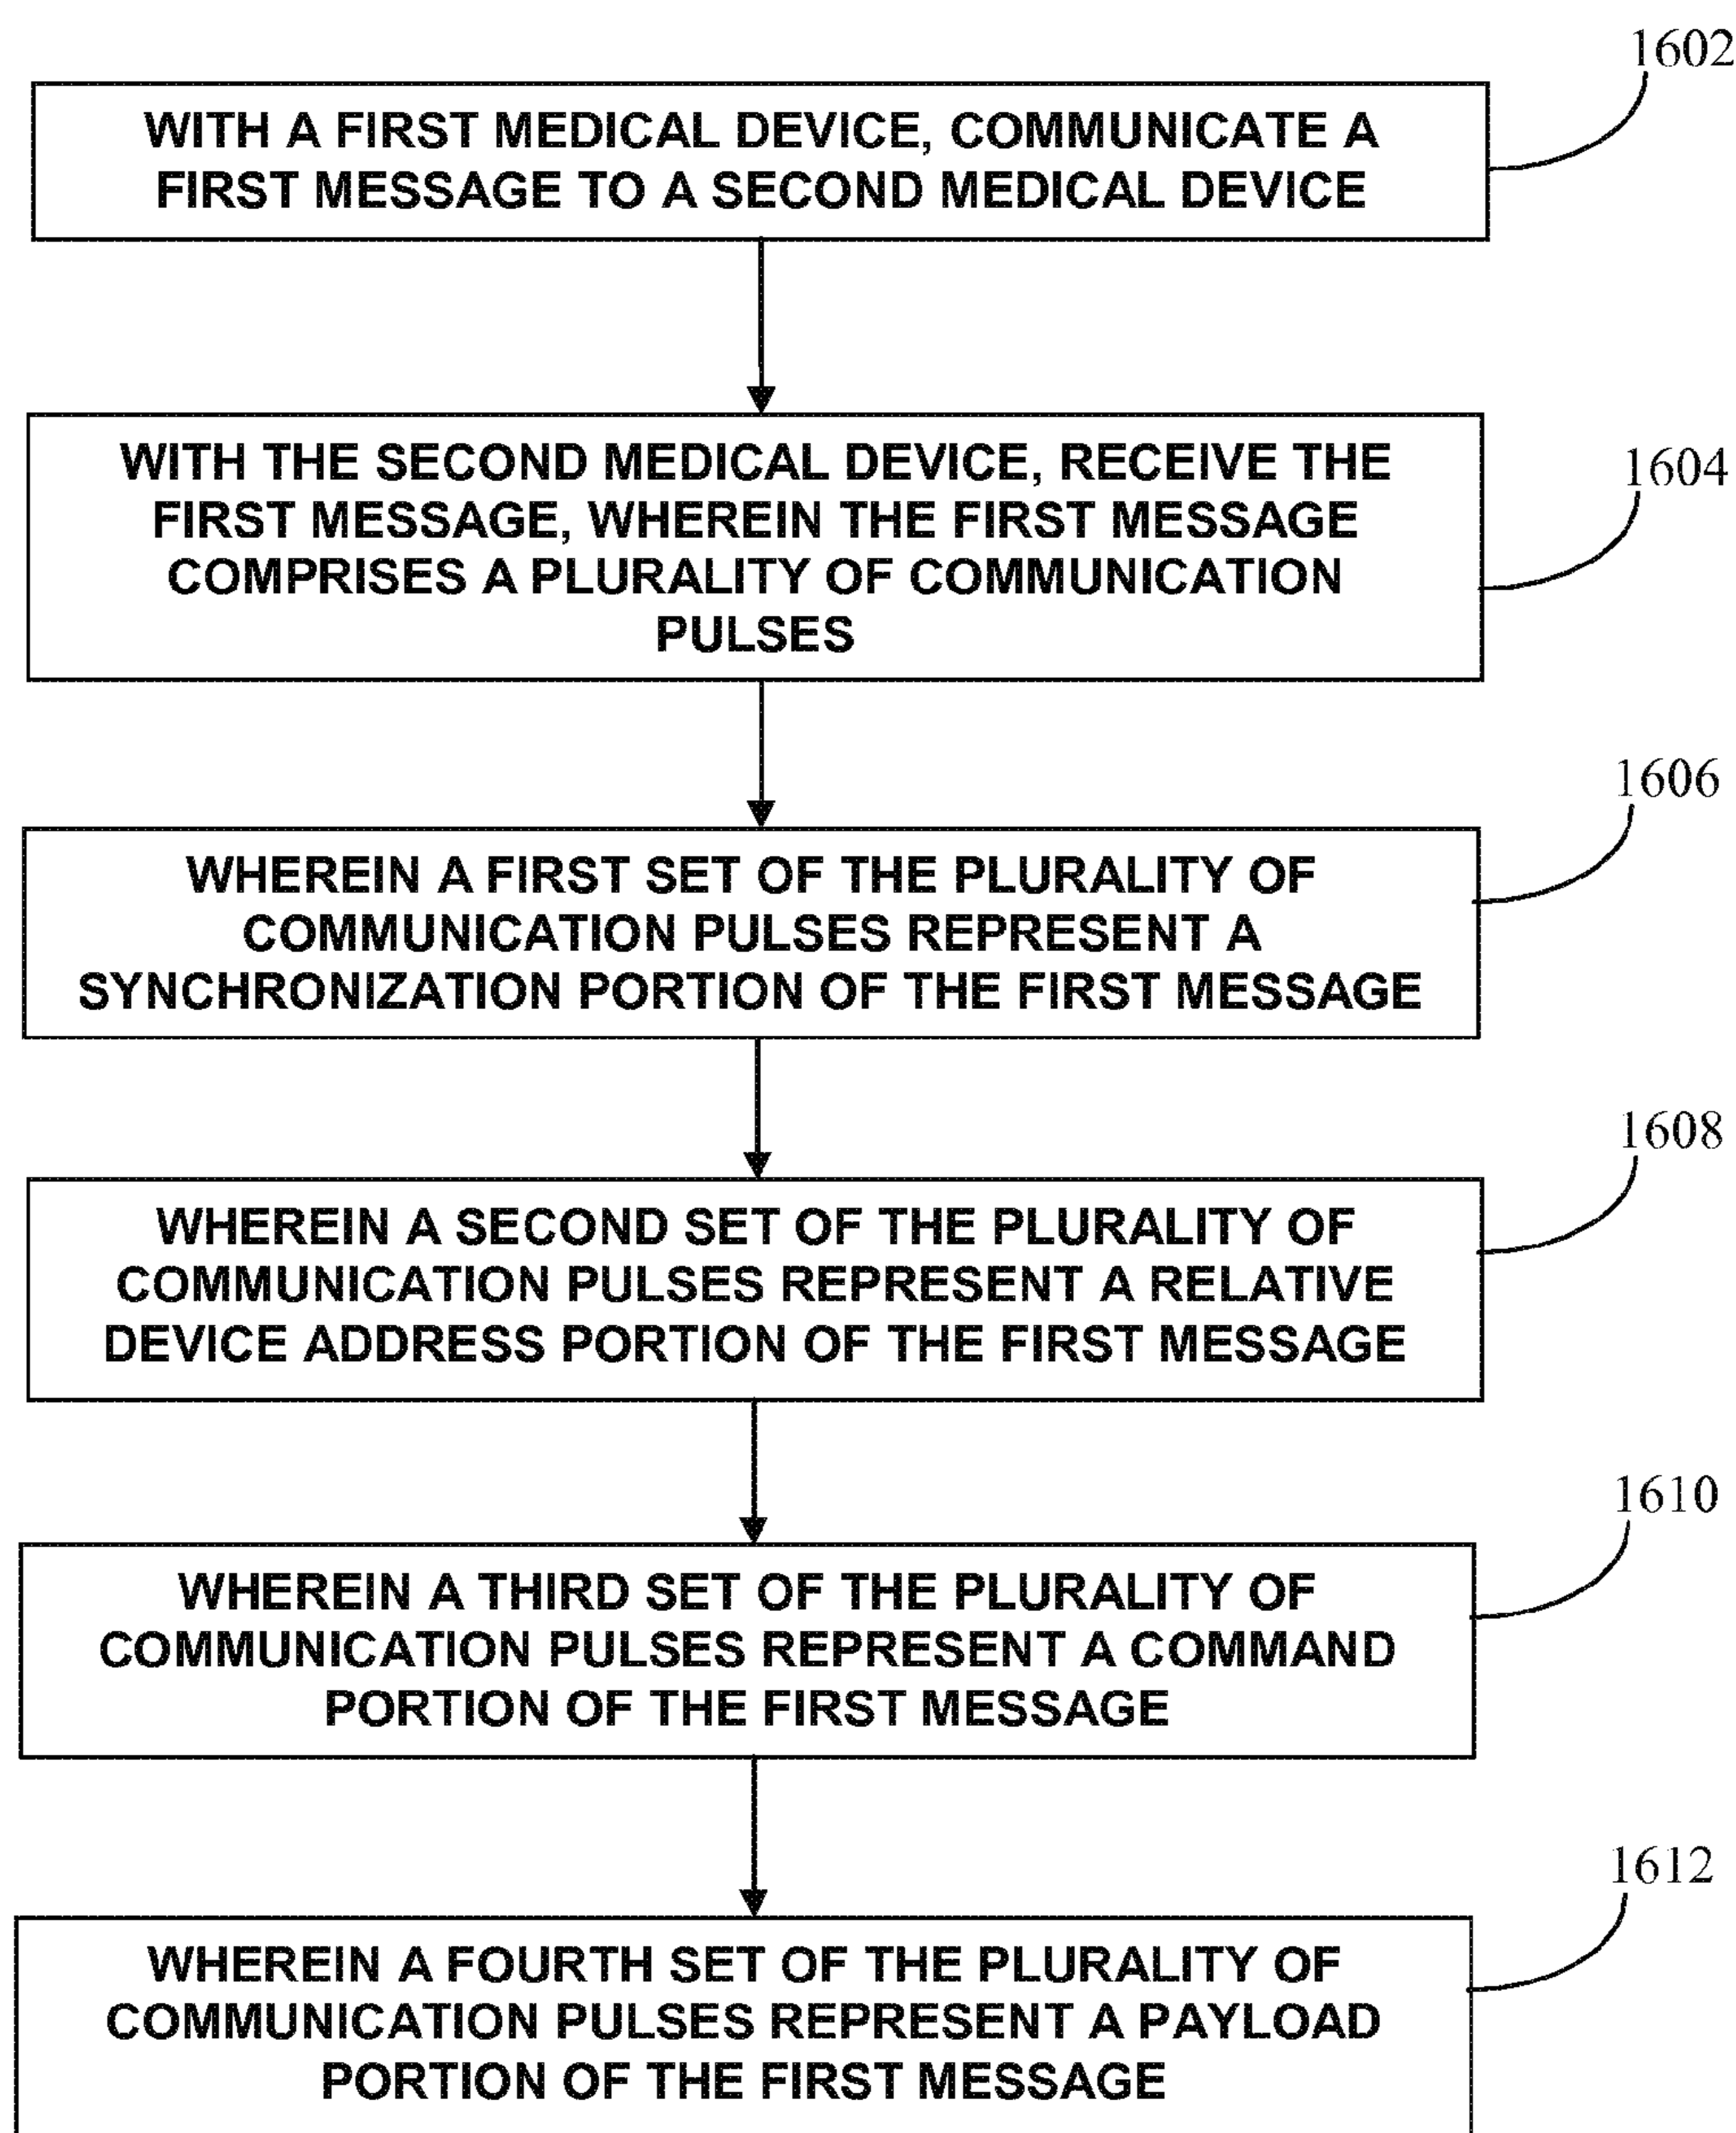 1602
WITH A FIRST MEDICAL DEVICE, COMMUNICATE A
FIRST MESSAGE TO A SECOND MEDICAL DEVICE
1604
WITH THE SECOND MEDICAL DEVICE, RECEIVE THE
FIRST MESSAGE, WHEREIN THE FIRST MESSAGE
COMPRISES A PLURALITY OF COMMUNICATION
PULSES
1606
WHEREIN A FIRST SET OF THE PLURALITY OF
COMMUNICATION PULSES REPRESENT A
SYNCHRONIZATION PORTION OF THE FIRST MESSAGE
1608
WHEREIN A SECOND SET OF THE PLURALITY OF
COMMUNICATION PULSES REPRESENT A RELATIVE
DEVICE ADDRESS PORTION OF THE FIRST MESSAGE
1610
WHEREIN A THIRD SET OF THE PLURALITY OF
COMMUNICATION PULSES REPRESENT A COMMAND
PORTION OF THE FIRST MESSAGE
1612
WHEREIN A FOURTH SET OF THE PLURALITY OF
COMMUNICATION PULSES REPRESENT A PAYLOAD
PORTION OF THE FIRST MESSAGE